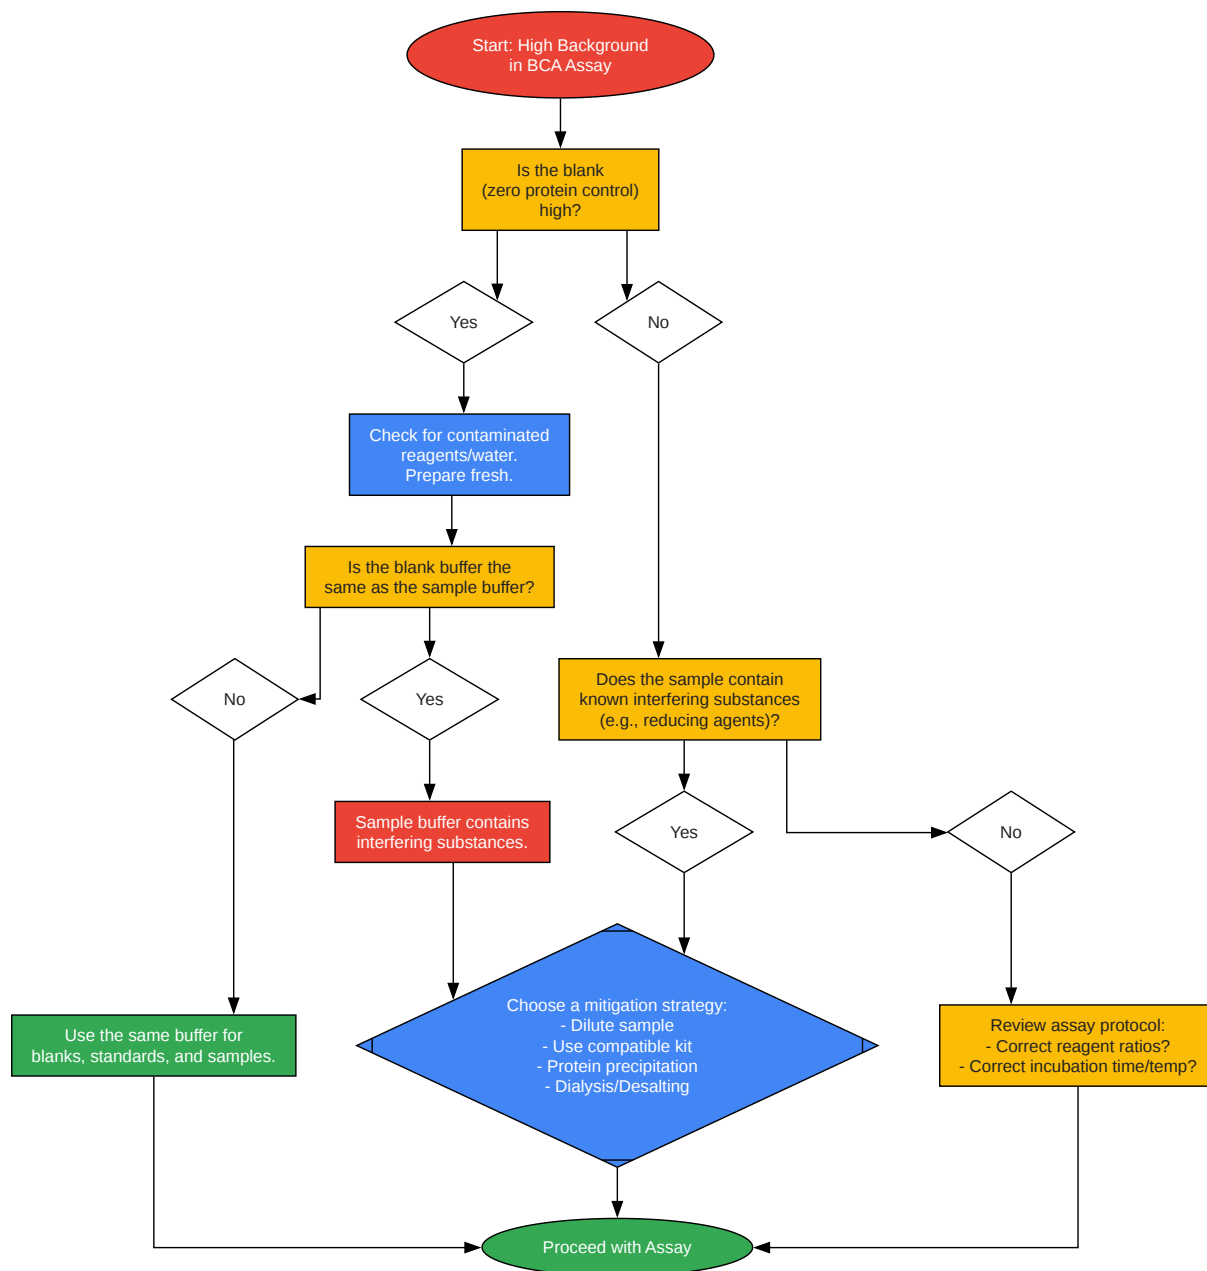 Start: High Background
in BCA Assay
Is the blank
(zero protein control)
high?
Yes
No
Check for contaminated
reagents/water.
Prepare fresh.
Is the blank buffer the
same as the sample buffer?
No
Yes
Does the sample contain
known interfering substances
(e.g., reducing agents)?
Sample buffer contains
interfering substances.
Yes
No
Choose a mitigation strategy:
- Dilute sample
- Use compatible kit
- Protein precipitation
- Dialysis/Desalting
Use the same buffer for
blanks, standards, and samples.
Review assay protocol:
- Correct reagent ratios?
- Correct incubation time/temp?
Proceed with Assay